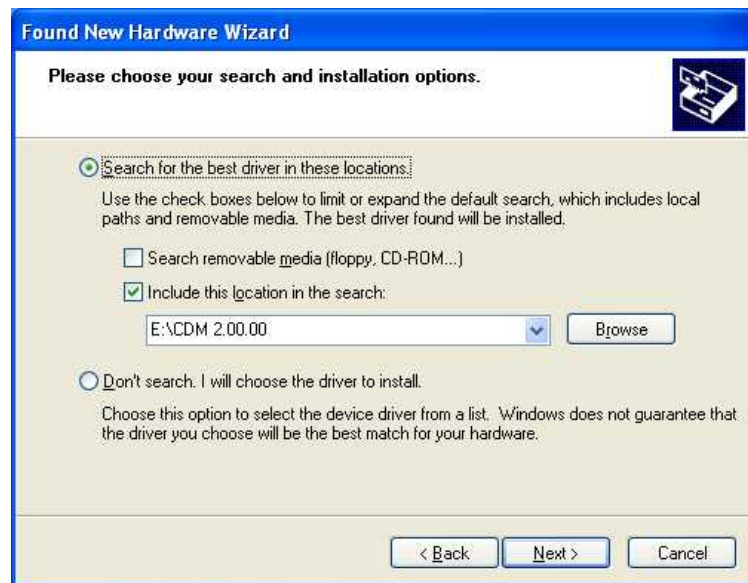 Found New Hardware Wizard
Please choose your search and installation options.
Search for the best driver in these locations.
Use the check boxes below to limit or expand the default search, which includes local
paths and removable media. The best driver found will be installed.
Search removable media (floppy, CD-ROM...)
Include this location in the search:
E:\CDM 2.00.00
Browse
Don't search. I will choose the driver to install.
Choose this option to select the device driver from a list. Windows does not guarantee that
the driver you choose will be the best match for your hardware.
< Back
Next >
Cancel